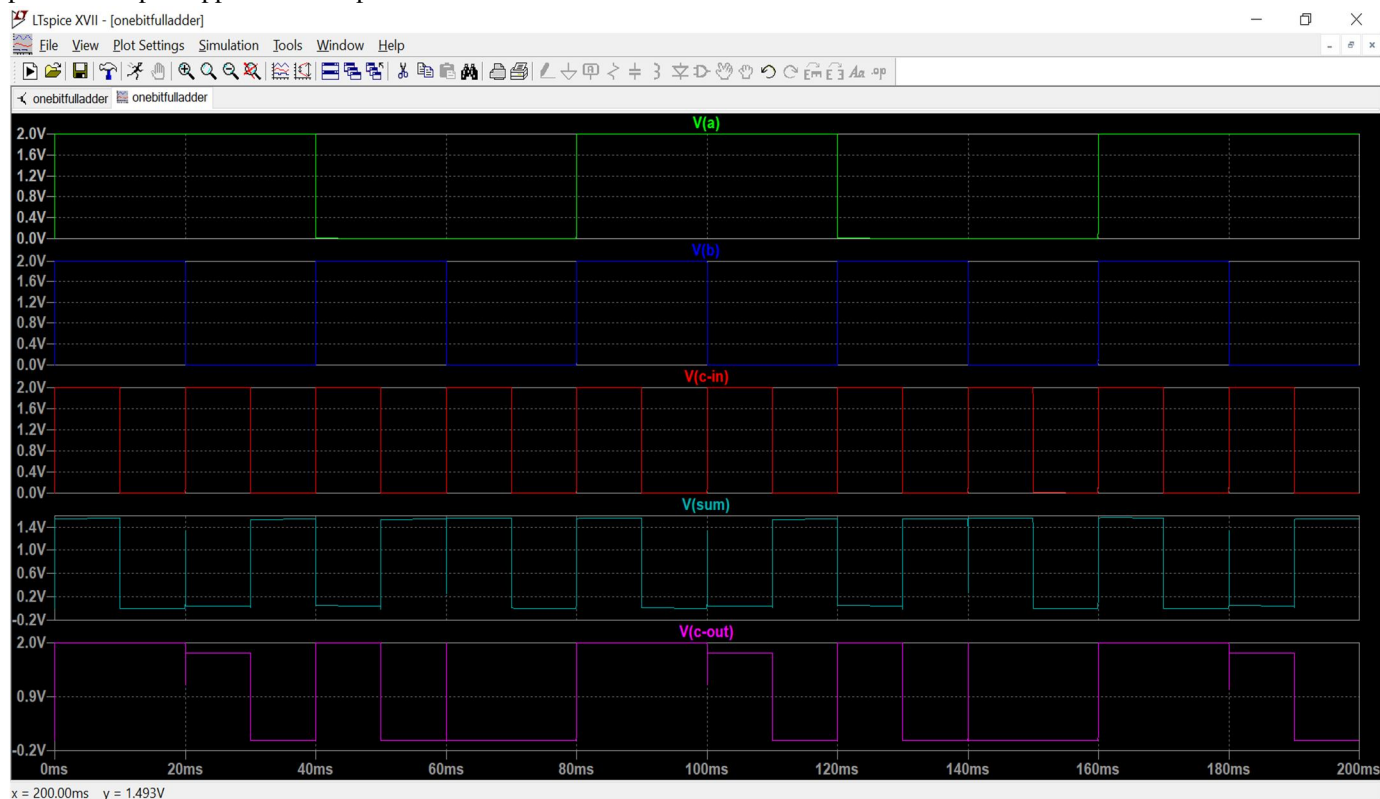 LTspice XVII - [onebitfulladder]
File View Plot Settings Simulation Tools Window Help
onebitfulladder onebitfulladder
V(a)
2.0V
1.6V
1.2V
0.8V
0.4V
0.0V
V(b)
2.0V
1.6V
1.2V
0.8V
0.4V
0.0V
V(c-in)
2.0V
1.6V
1.2V
0.8V
0.4V
0.0V
V(sum)
1.4V
1.0V
0.6V
0.2V
-0.2V
V(c-out)
2.0V
0.9V
-0.2V
0ms 20ms 40ms 60ms 80ms 100ms 120ms 140ms 160ms 180ms 200ms
x = 200.00ms y = 1.493V